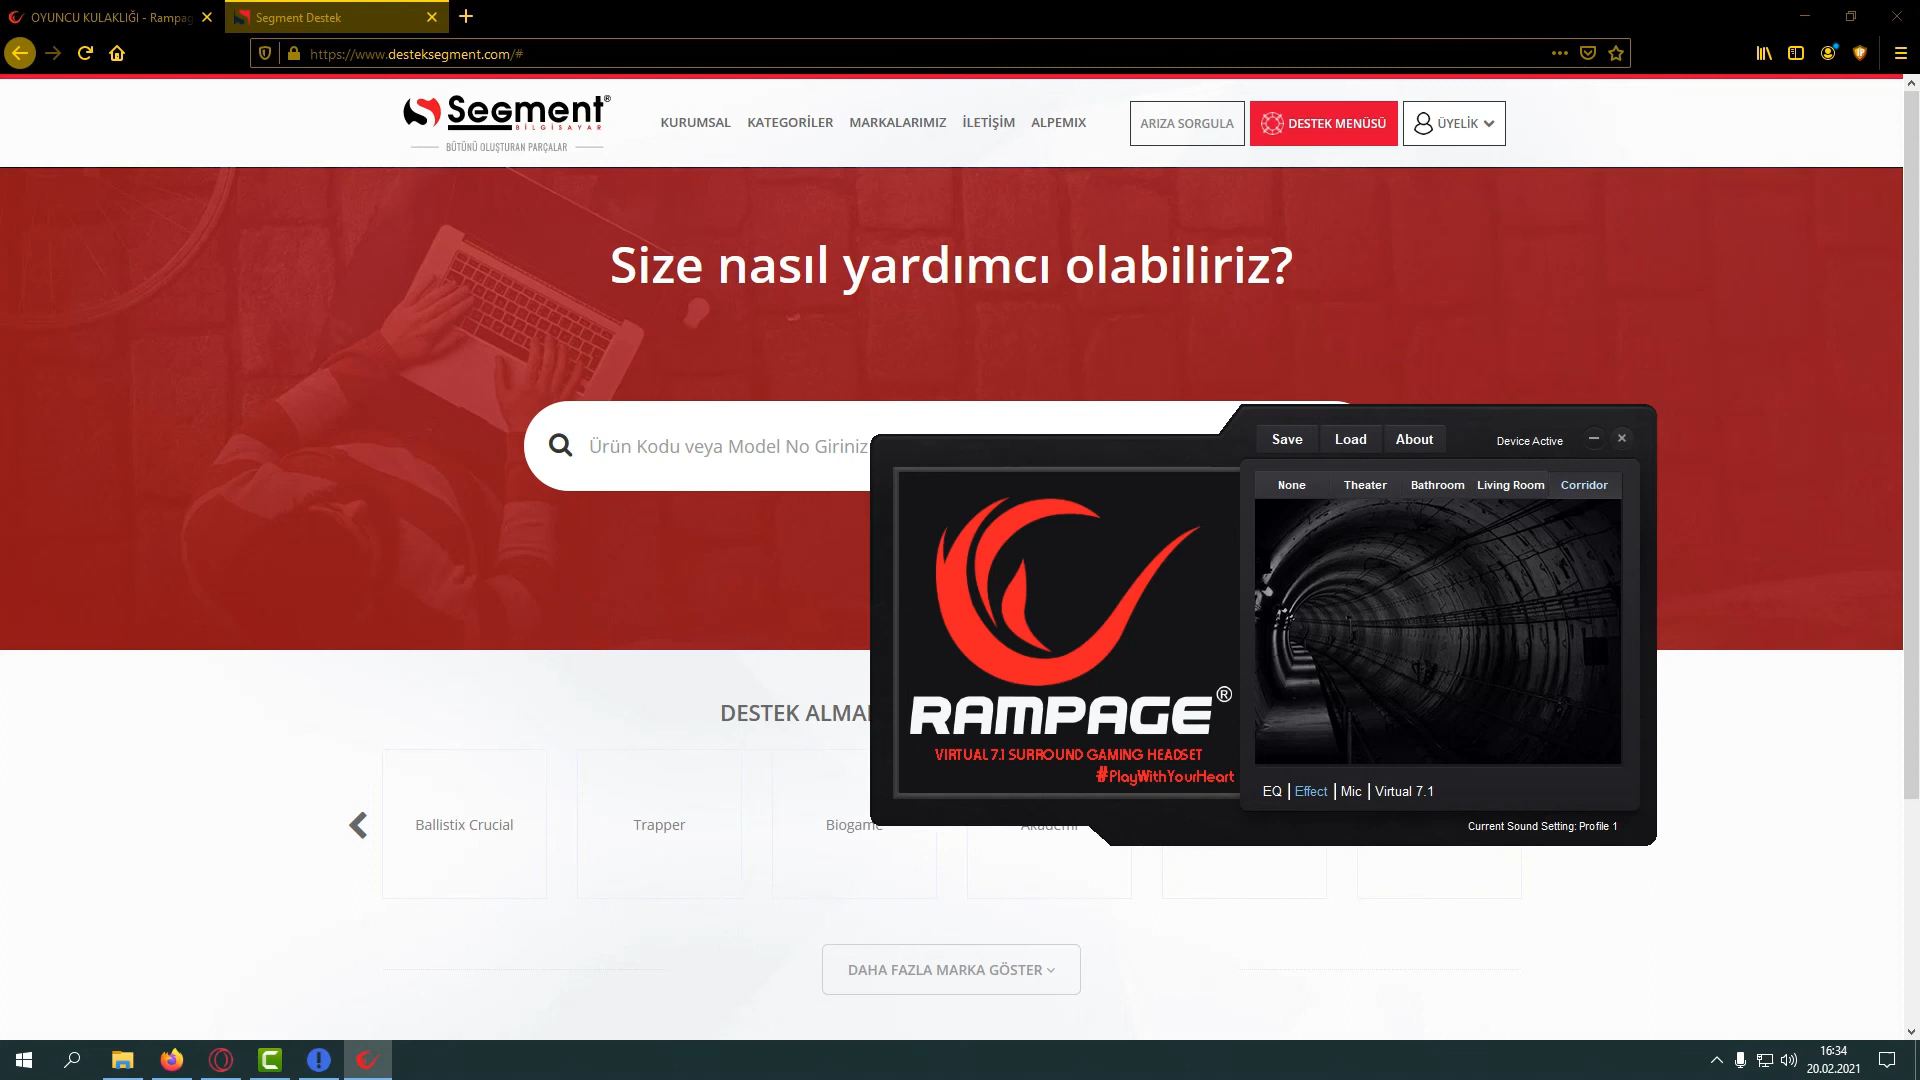 OYUNCU KULAKLIĞI - Rampag
Segment Destek
https://www.desteksegment.com/#
Segment®
BİLGİSAYAR
BÜTÜNÜ OLUŞTURAN PARÇALAR
KURUMSAL
KATEGORİLER
MARKALARIMIZ
İLETİŞİM
ALPEMIX
ARIZA SORGULA
DESTEK MENÜSÜ
ÜYELİK
Size nasıl yardımcı olabiliriz?
Ürün Kodu veya Model No Giriniz
Save
Load
About
Device Active
None
Theater
Bathroom
Living Room
Corridor
RAMPAGE®
VIRTUAL 7.1 SURROUND GAMING HEADSET
#PlayWithYourHeart
EQ | Effect | Mic | Virtual 7.1
Current Sound Setting: Profile 1
DESTEK ALMA
Ballistix Crucial
Trapper
Biogame
Akademi
DAHA FAZLA MARKA GÖSTER
16:34
20.02.2021